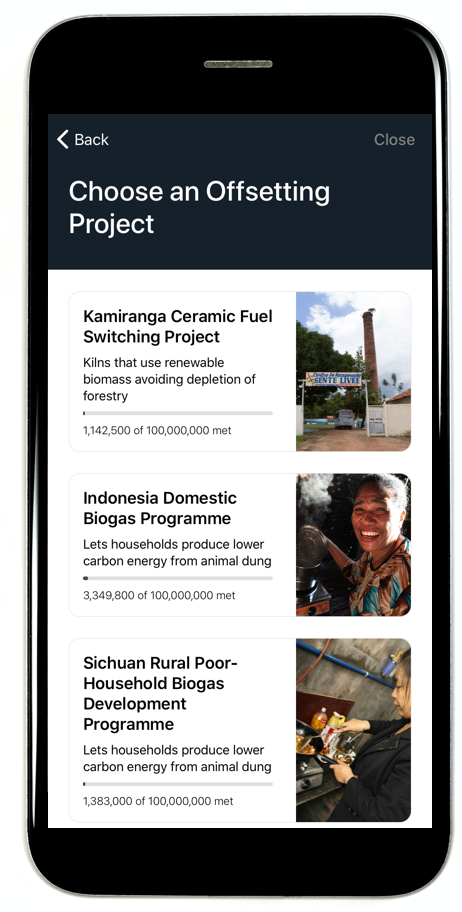 Back
Close
Choose an Offsetting
Project
Kamiranga Ceramic Fuel
Switching Project
Kilns that use renewable
biomass avoiding depletion of
forestry
1,142,500 of 100,000,000 met
GENTE LIVRE
Indonesia Domestic
Biogas Programme
Lets households produce lower
carbon energy from animal dung
3,349,800 of 100,000,000 met
Sichuan Rural Poor-
Household Biogas
Development
Programme
Lets households produce lower
carbon energy from animal dung
1,383,000 of 100,000,000 met